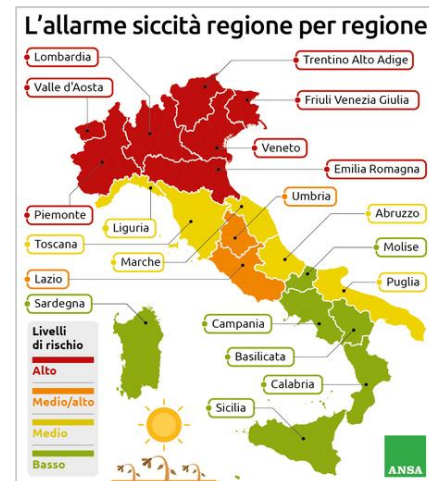 L'allarme siccità regione per regione
Lombardia
Trentino Alto Adige
Valle d'Aosta
Friuli Venezia Giulia
Veneto
Emilia Romagna
Piemonte
Umbria
Liguria
Abruzzo
Toscana
Marche
Molise
Lazio
Puglia
Sardegna
Campania
Livelli
di rischio
Basilicata
Alto
Calabria
Medio/alto
Sicilia
Medio
Basso
ANSA